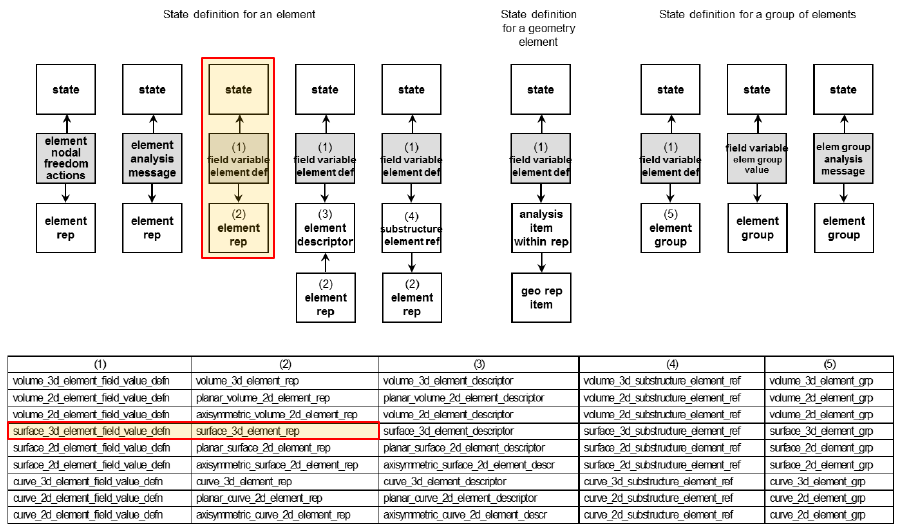 State definition for an element
State definition
for a geometry
element
State definition for a group of elements
state
state
state
state
state
state
state
state
state
element
nodal
freedom
actions
element
analysis
message
(1)
field variable
element def
(1)
field variable
element def
(1)
field variable
element def
(1)
field variable
element def
(1)
field variable
element def
field variable
elem group
value
elem group
analysis
message
element
rep
element
rep
(2)
element
rep
(3)
element
descriptor
(4)
substructure
element ref
analysis
item
within rep
(5)
element
group
element
group
element
group
(2)
element
rep
(2)
element
rep
geo rep
item
(1) (2) (3) (4) (5)
volume_3d_element_field_value_defn volume_3d_element_rep volume_3d_element_descriptor volume_3d_substructure_element_ref volume_3d_element_grp
volume_2d_element_field_value_defn planar_volume_2d_element_rep planar_volume_2d_element_descriptor volume_2d_substructure_element_ref volume_2d_element_grp
volume_2d_element_field_value_defn axisymmetric_volume_2d_element_rep volume_2d_element_descriptor volume_2d_substructure_element_ref volume_2d_element_grp
surface_3d_element_field_value_defn surface_3d_element_rep surface_3d_element_descriptor surface_3d_substructure_element_ref surface_3d_element_grp
surface_2d_element_field_value_defn planar_surface_2d_element_rep planar_surface_2d_element_descriptor surface_2d_substructure_element_ref surface_2d_element_grp
surface_2d_element_field_value_defn axisymmetric_surface_2d_element_rep axisymmetric_surface_2d_element_descr surface_2d_substructure_element_ref surface_2d_element_grp
curve_3d_element_field_value_defn curve_3d_element_rep curve_3d_element_descriptor curve_3d_substructure_element_ref curve_3d_element_grp
curve_2d_element_field_value_defn planar_curve_2d_element_rep planar_curve_2d_element_descriptor curve_2d_substructure_element_ref curve_2d_element_grp
curve_2d_element_field_value_defn axisymmetric_curve_2d_element_rep axisymmetric_curve_2d_element_descr curve_2d_substructure_element_ref curve_2d_element_grp